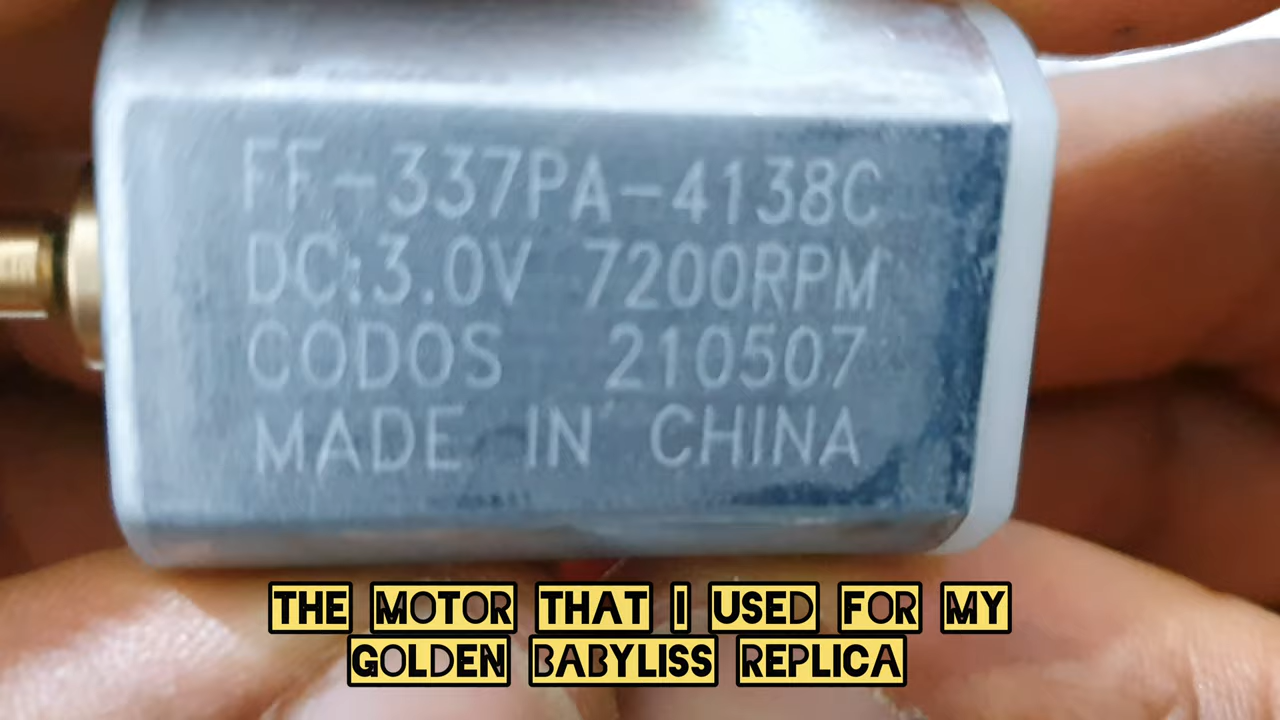 FF-337PA-4138C
DC:3.0V 7200RPM
CODOS 210507
MADE IN CHINA
THE MOTOR THAT I USED FOR MY
GOLDEN BABYLISS REPLICA